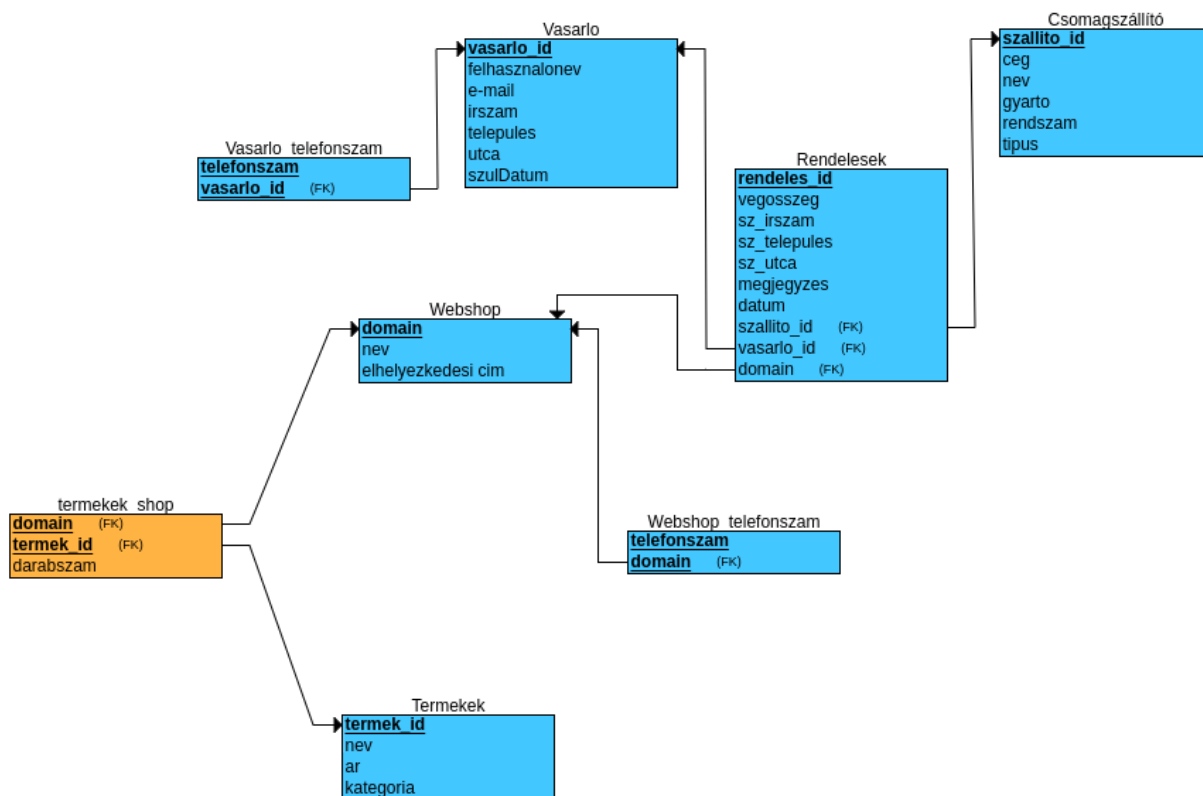 Vasarlo
vasarlo_id
felhasznalonev
e-mail
irszam
telepules
utca
szulDatum
Csomagszállító
szallito_id
ceg
nev
gyarto
rendszam
tipus
Vasarlo_telefonszam
telefonszam
vasarlo_id (FK)
Rendelesek
rendeles_id
vegosszeg
sz_irszam
sz_telepules
sz_utca
megjegyzes
datum
szallito_id (FK)
vasarlo_id (FK)
domain (FK)
Webshop
domain
nev
elhelyezkedesi cim
termekek_shop
domain (FK)
termek_id (FK)
darabszam
Webshop_telefonszam
telefonszam
domain (FK)
Termekek
termek_id
nev
ar
kategoria